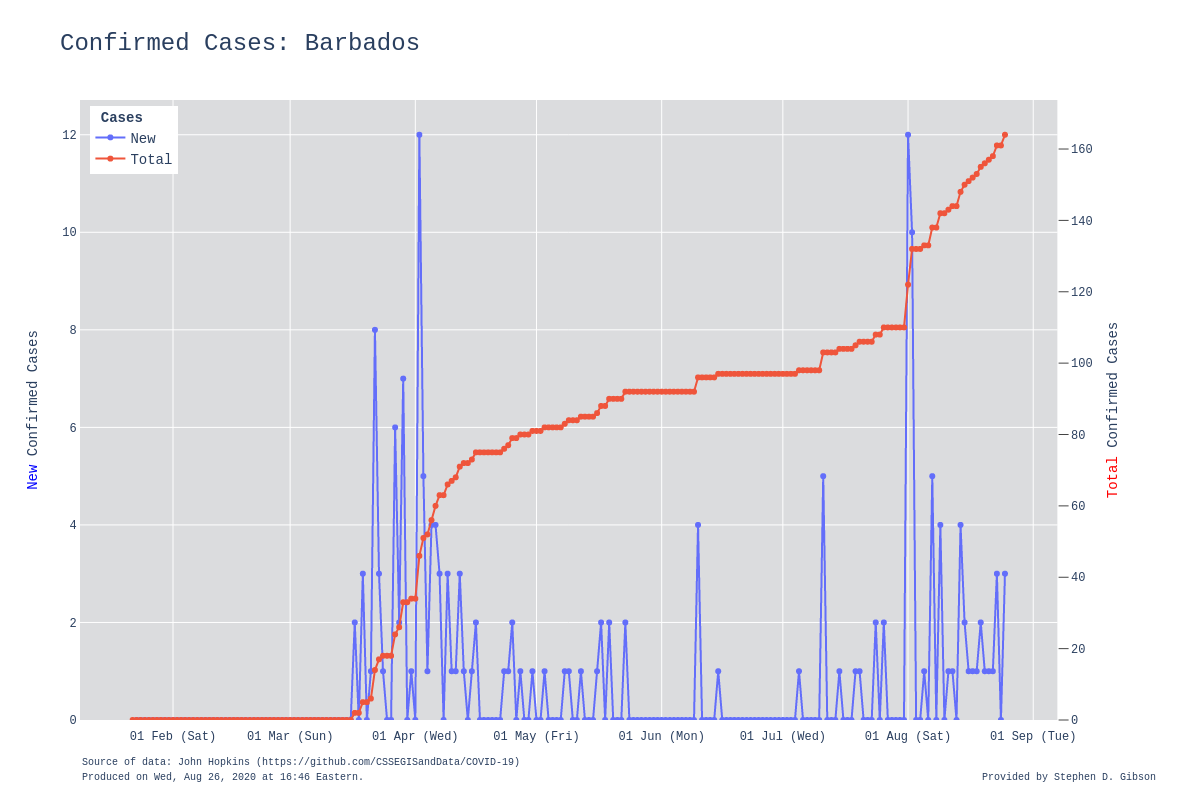 Confirmed Cases: Barbados
Cases
New
Total
12
10
8
6
4
2
0
160
140
120
100
80
60
40
20
0
New Confirmed Cases
Total Confirmed Cases
01 Feb (Sat) 01 Mar (Sun) 01 Apr (Wed) 01 May (Fri) 01 Jun (Mon) 01 Jul (Wed) 01 Aug (Sat) 01 Sep (Tue)
Source of data: John Hopkins (https://github.com/CSSEGISandData/COVID-19)
Produced on Wed, Aug 26, 2020 at 16:46 Eastern.
Provided by Stephen D. Gibson